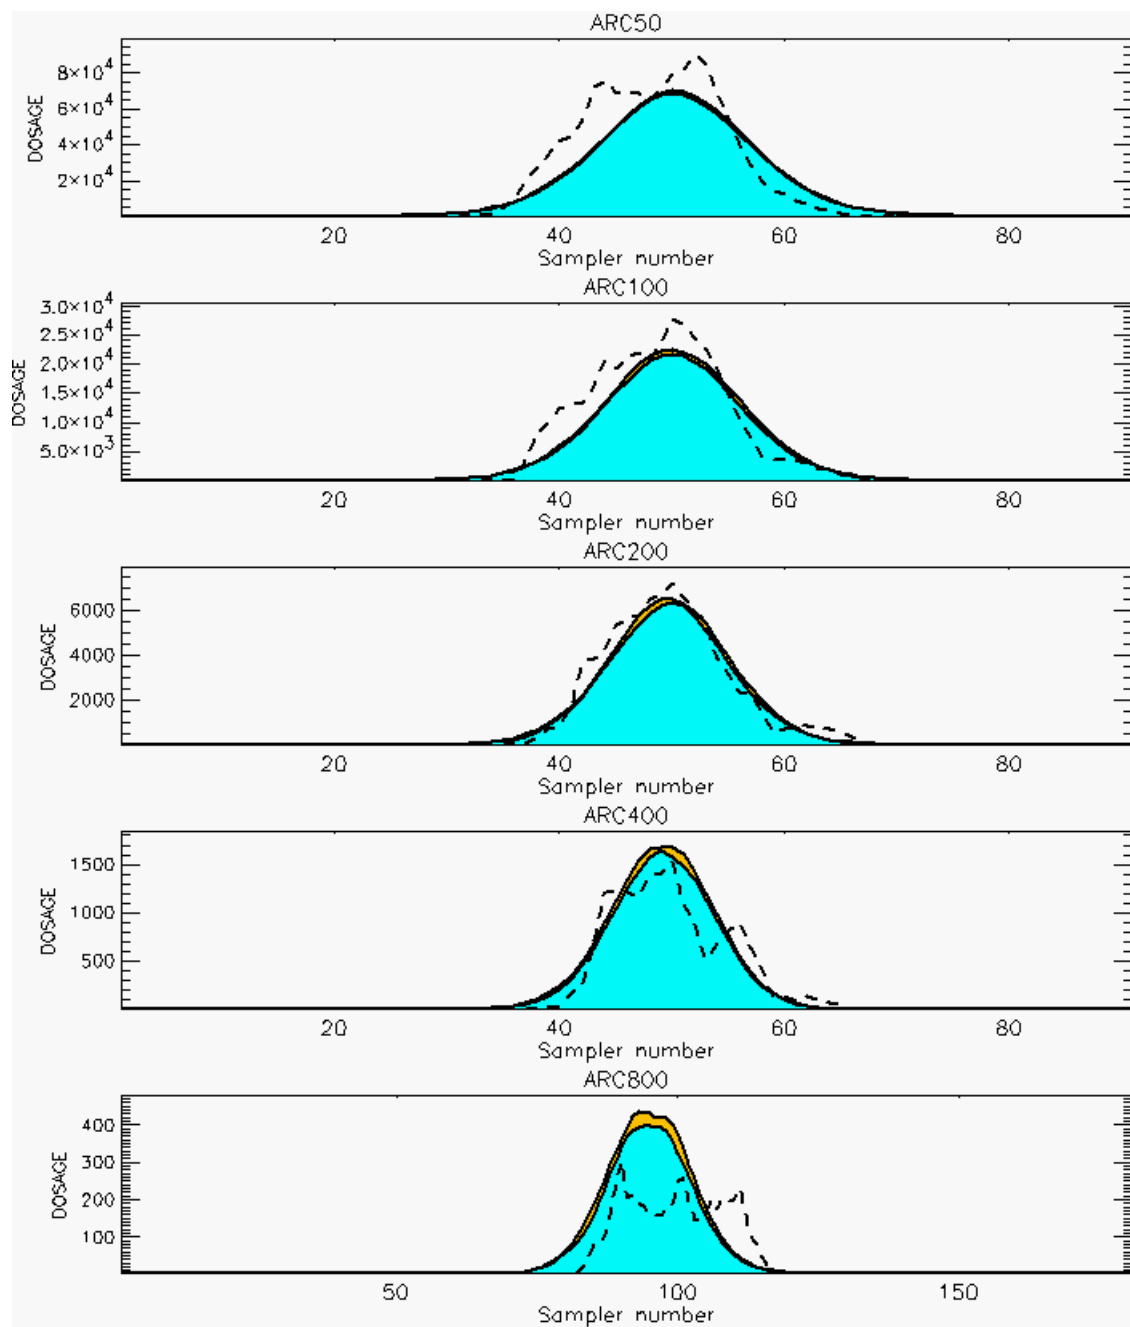 ARC50
DOSAGE
8×10⁴
6×10⁴
4×10⁴
2×10⁴
20 40 60 80
Sampler number
ARC100
DOSAGE
3.0×10⁴
2.5×10⁴
2.0×10⁴
1.5×10⁴
1.0×10⁴
5.0×10³
20 40 60 80
Sampler number
ARC200
DOSAGE
6000
4000
2000
20 40 60 80
Sampler number
ARC400
DOSAGE
1500
1000
500
20 40 60 80
Sampler number
ARC800
DOSAGE
400
300
200
100
50 100 150
Sampler number